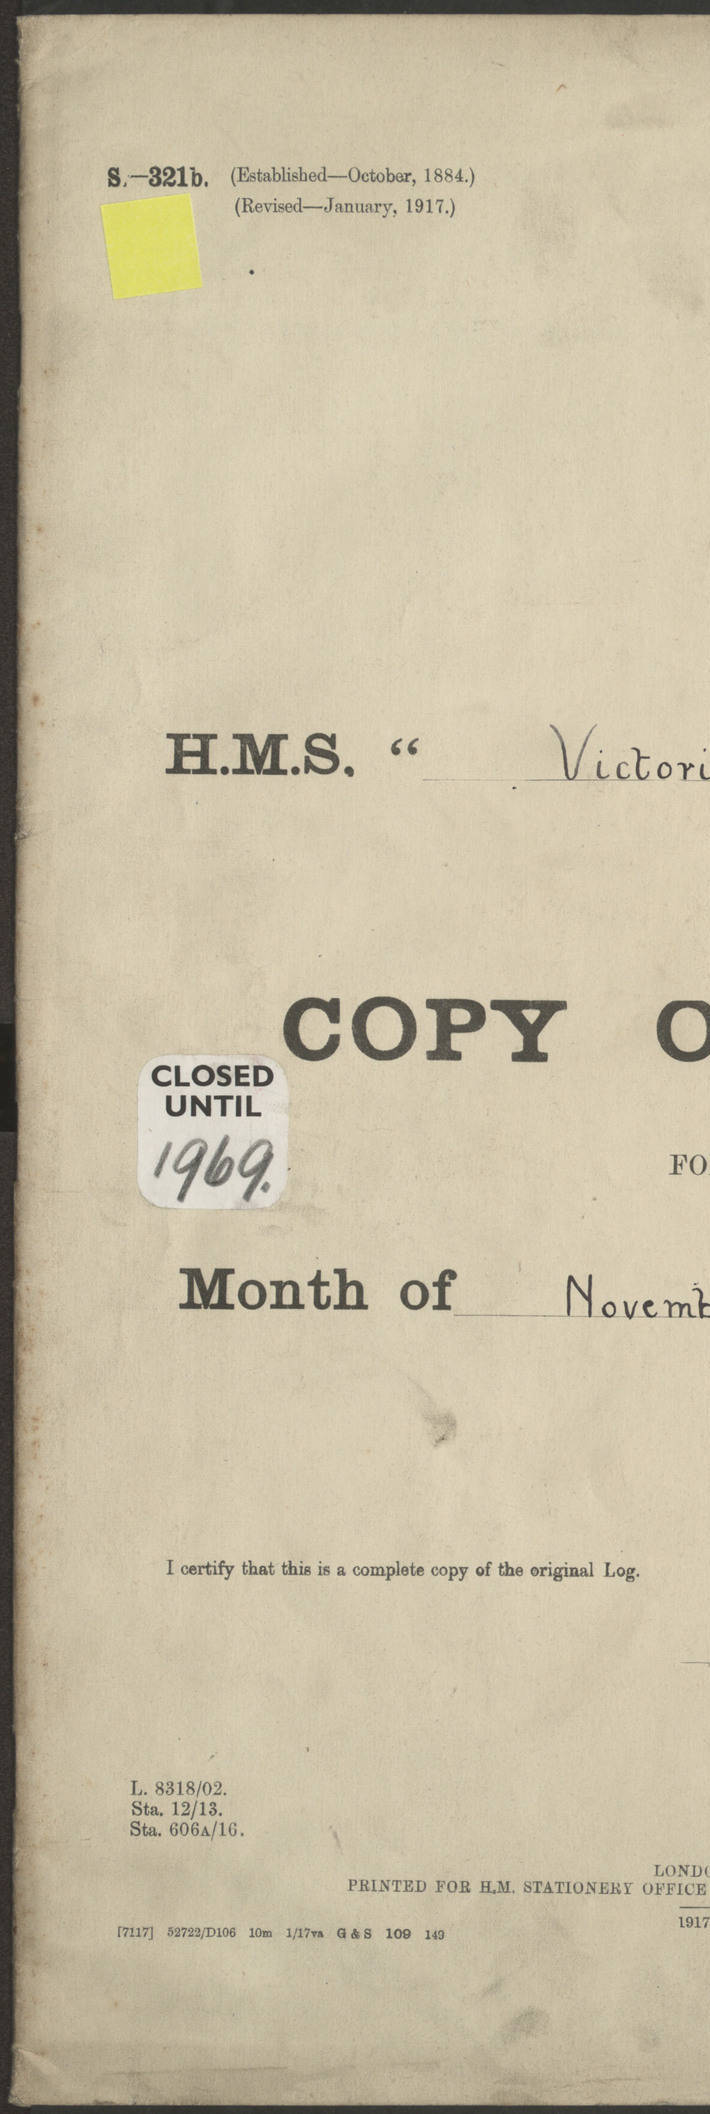 S.—321b. (Established—October, 1884.)
(Revised—January, 1917.)
H.M.S. “ Victori
COPY O
CLOSED
UNTIL
1969.
FO
Month of Novemb
I certify that this is a complete copy of the original Log.
L. 8318/02.
Sta. 12/13.
Sta. 606A/16.
LONDO
PRINTED FOR H.M. STATIONERY OFFICE
1917
[7117] 52722/D106 10m 1/17va G & S 109 149